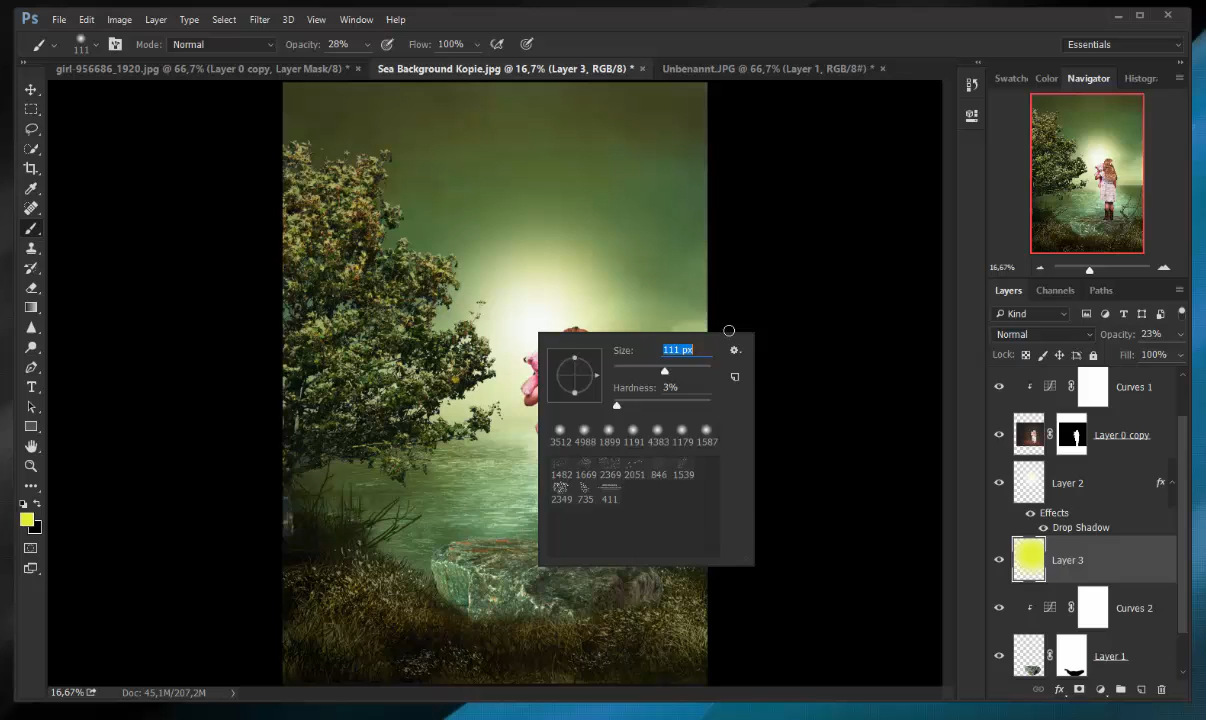 Ps File Edit Image Layer Type Select Filter 3D View Window Help
111 Mode: Normal Opacity: 28% Flow: 100% Essentials
girl-956686_1920.jpg @ 66,7% (Layer 0 copy, Layer Mask/8) * × Sea Background Kopie.jpg @ 16,7% (Layer 3, RGB/8) * × Unbenannt.JPG @ 66,7% (Layer 1, RGB/8#) * ×
Swatch Color Navigator Histogr
16,67%
Layers Channels Paths
Kind
Normal Opacity: 23%
Lock: Fill: 100%
Curves 1
Layer 0 copy
Layer 2 fx
Effects
Drop Shadow
Layer 3
Curves 2
Layer 1
fx
Size: 111 px
Hardness: 3%
3512 4988 1899 1191 4383 1179 1587
1482 1669 2369 2051 846 1539
2349 735 411
T
16,67% Doc: 45,1M/207,2M